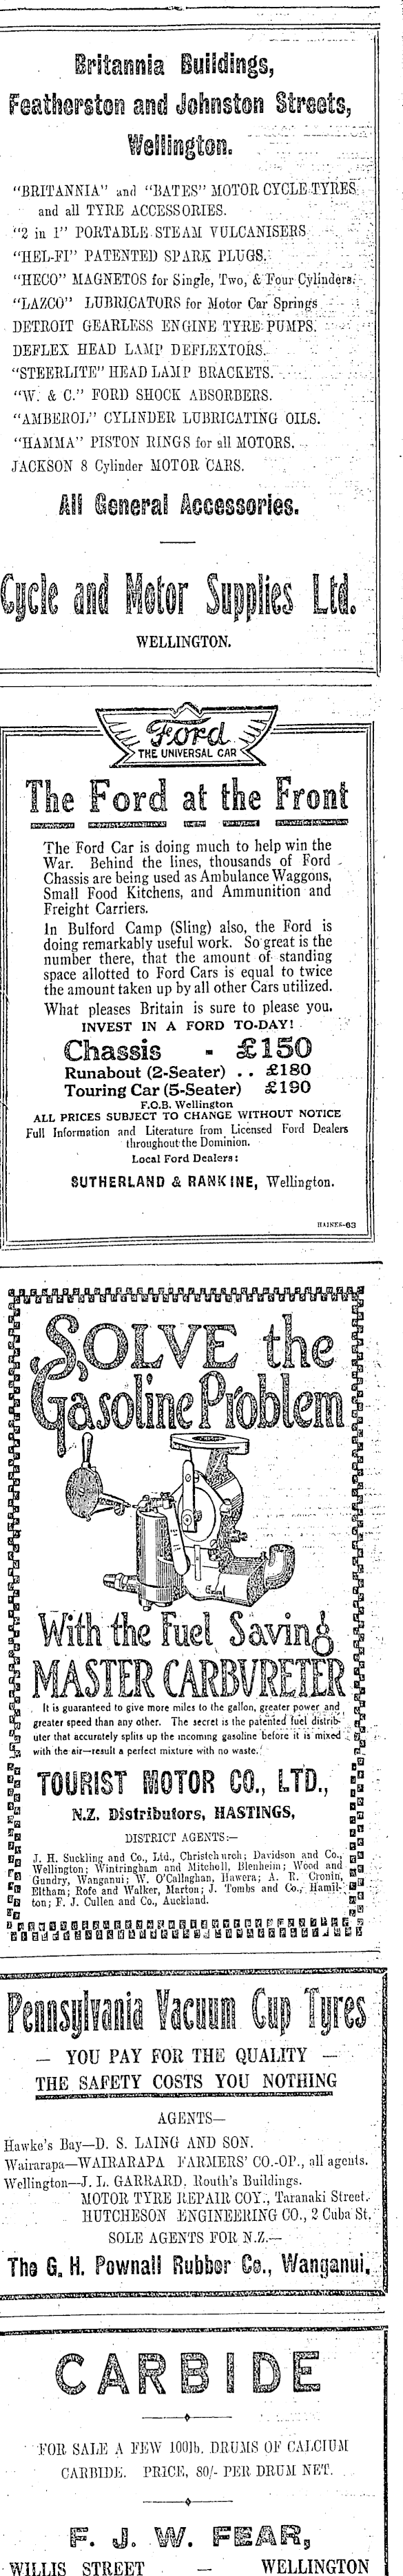 Britannia Buildings,
Featherston and Johnston Streets,
Wellington.
"BRITANNIA" and "BATES" MOTOR CYCLE TYRES
and all TYRE ACCESSORIES.
"2 in 1" PORTABLE STEAM VULCANISERS
"HEL-FI" PATENTED SPARK PLUGS.
"HECO" MAGNETOS for Single, Two, & Four Cylinders.
"LAZCO" LUBRICATORS for Motor Car Springs
DETROIT GEARLESS ENGINE TYRE PUMPS.
DEFLEX HEAD LAMP DEFLEXTORS.
"STEERLITE" HEAD LAMP BRACKETS.
"W. & C." FORD SHOCK ABSORBERS.
"AMBEROL" CYLINDER LUBRICATING OILS.
"HAMMA" PISTON RINGS for all MOTORS.
JACKSON 8 Cylinder MOTOR CARS.
All General Accessories.
Cycle and Motor Supplies Ltd.
WELLINGTON.
Ford
THE UNIVERSAL CAR
The Ford at the Front
The Ford Car is doing much to help win the
War. Behind the lines, thousands of Ford
Chassis are being used as Ambulance Waggons,
Small Food Kitchens, and Ammunition and
Freight Carriers.
In Bulford Camp (Sling) also, the Ford is
doing remarkably useful work. So great is the
number there, that the amount of standing
space allotted to Ford Cars is equal to twice
the amount taken up by all other Cars utilized.
What pleases Britain is sure to please you.
INVEST IN A FORD TO-DAY!
Chassis - £150
Runabout (2-Seater) . . £180
Touring Car (5-Seater) £190
F.O.B. Wellington
ALL PRICES SUBJECT TO CHANGE WITHOUT NOTICE
Full Information and Literature from Licensed Ford Dealers
throughout the Dominion.
Local Ford Dealers:
SUTHERLAND & RANKINE, Wellington.
HAINES-63
SOLVE the
Gasoline Problem
With the Fuel Saving
MASTER CARBURETER
It is guaranteed to give more miles to the gallon, greater power and
greater speed than any other. The secret is the patented fuel distrib-
uter that accurately splits up the incoming gasoline before it is mixed
with the air—result a perfect mixture with no waste.
TOURIST MOTOR CO., LTD.,
N.Z. Distributors, HASTINGS,
DISTRICT AGENTS:—
J. H. Suckling and Co., Ltd., Christchurch; Davidson and Co.,
Wellington; Wintringham and Mitchell, Blenheim; Wood and
Gundry, Wanganui; W. O'Callaghan, Hawera; A. R. Cronin,
Eltham; Rofe and Walker, Marton; J. Tombs and Co., Hamil-
ton; F. J. Cullen and Co., Auckland.
Pennsylvania Vacuum Cup Tyres
— YOU PAY FOR THE QUALITY —
THE SAFETY COSTS YOU NOTHING
AGENTS—
Hawke's Bay—D. S. LAING AND SON.
Wairarapa—WAIRARAPA FARMERS' CO.-OP., all agents.
Wellington—J. L. GARRARD, Routh's Buildings.
MOTOR TYRE REPAIR COY., Taranaki Street.
HUTCHESON ENGINEERING CO., 2 Cuba St.
SOLE AGENTS FOR N.Z.—
The G. H. Pownall Rubber Co., Wanganui.
CARBIDE
FOR SALE A FEW 100lb. DRUMS OF CALCIUM
CARBIDE. PRICE, 80/- PER DRUM NET.
F. J. W. FEAR,
WILLIS STREET — WELLINGTON